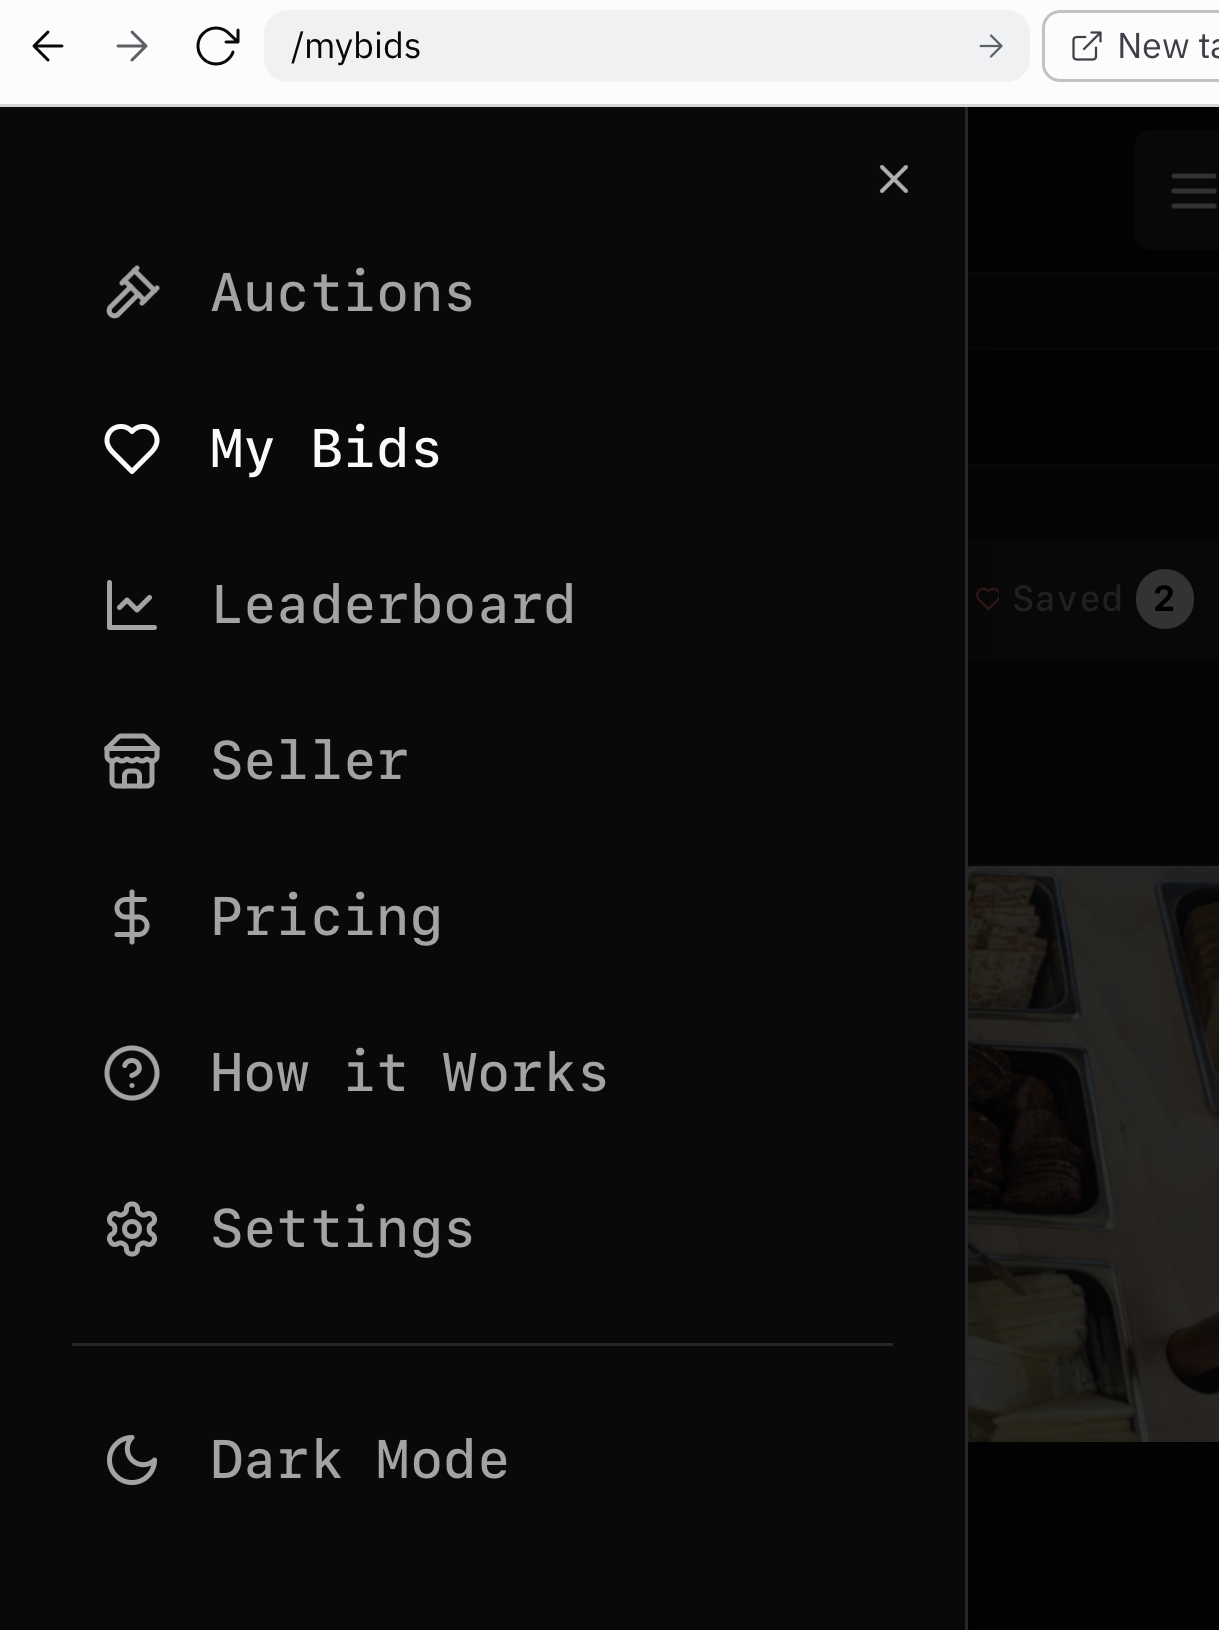 /mybids
New ta
Auctions
My Bids
Leaderboard
Saved 2
Seller
Pricing
How it Works
Settings
Dark Mode